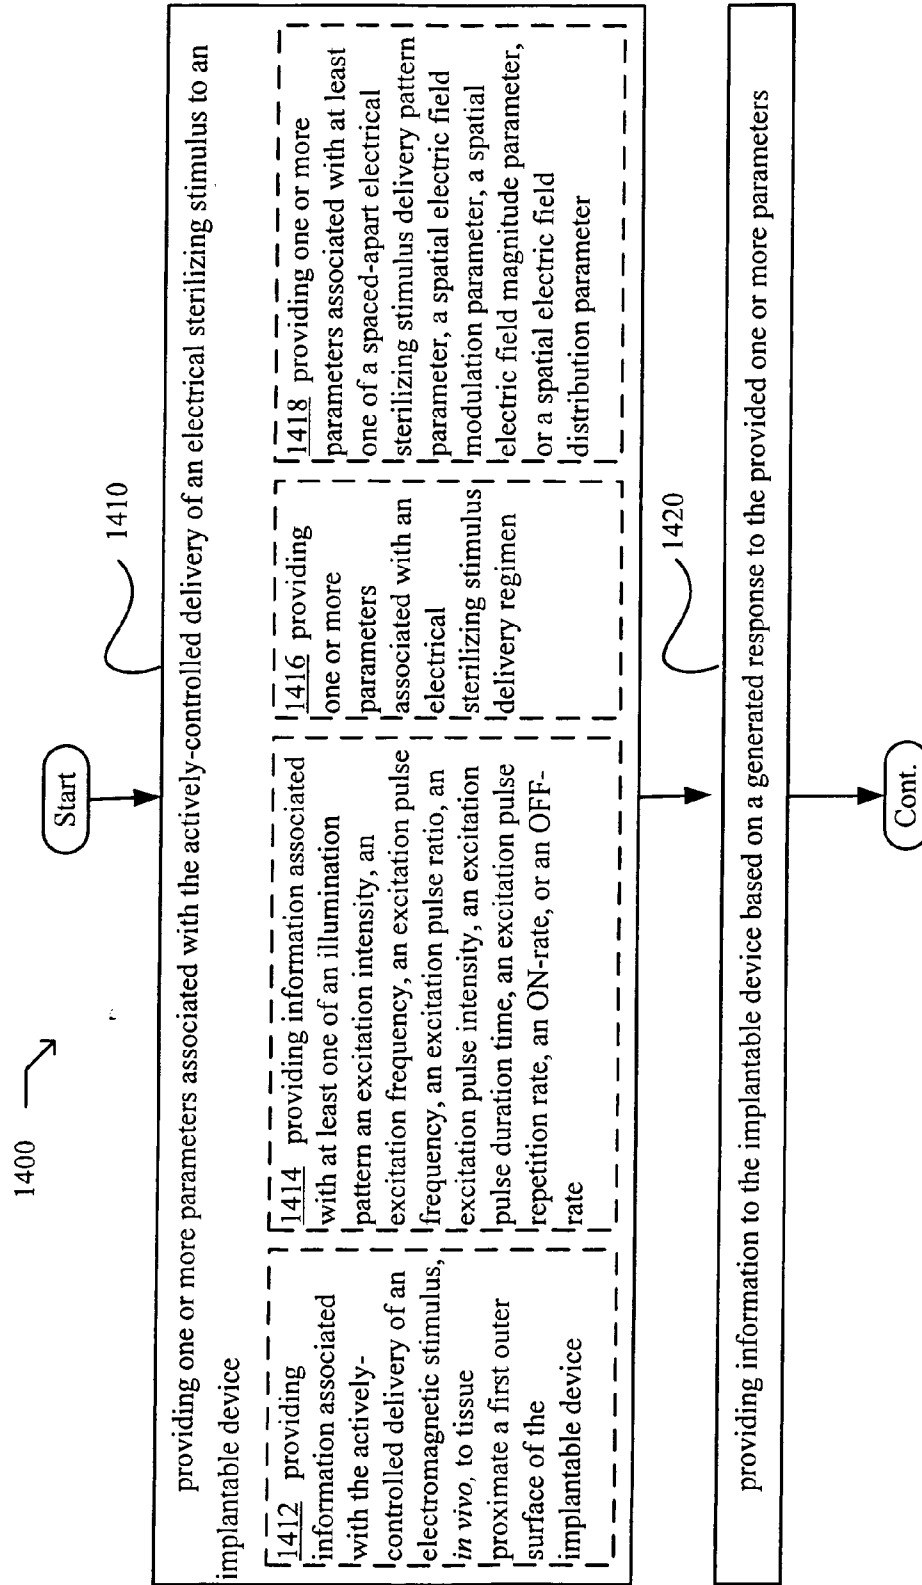 1400
Start
1410
providing one or more parameters associated with the actively-controlled delivery of an electrical sterilizing stimulus to an
implantable device
1412 providing
information associated
with the actively-
controlled delivery of an
electromagnetic stimulus,
in vivo, to tissue
proximate a first outer
surface of the
implantable device
1414 providing information associated
with at least one of an illumination
pattern an excitation intensity, an
excitation frequency, an excitation pulse
frequency, an excitation pulse ratio, an
excitation pulse intensity, an excitation
pulse duration time, an excitation pulse
repetition rate, an ON-rate, or an OFF-
rate
1416 providing
one or more
parameters
associated with an
electrical
sterilizing stimulus
delivery regimen
1418 providing one or more
parameters associated with at least
one of a spaced-apart electrical
sterilizing stimulus delivery pattern
parameter, a spatial electric field
modulation parameter, a spatial
electric field magnitude parameter,
or a spatial electric field
distribution parameter
1420
providing information to the implantable device based on a generated response to the provided one or more parameters
Cont.